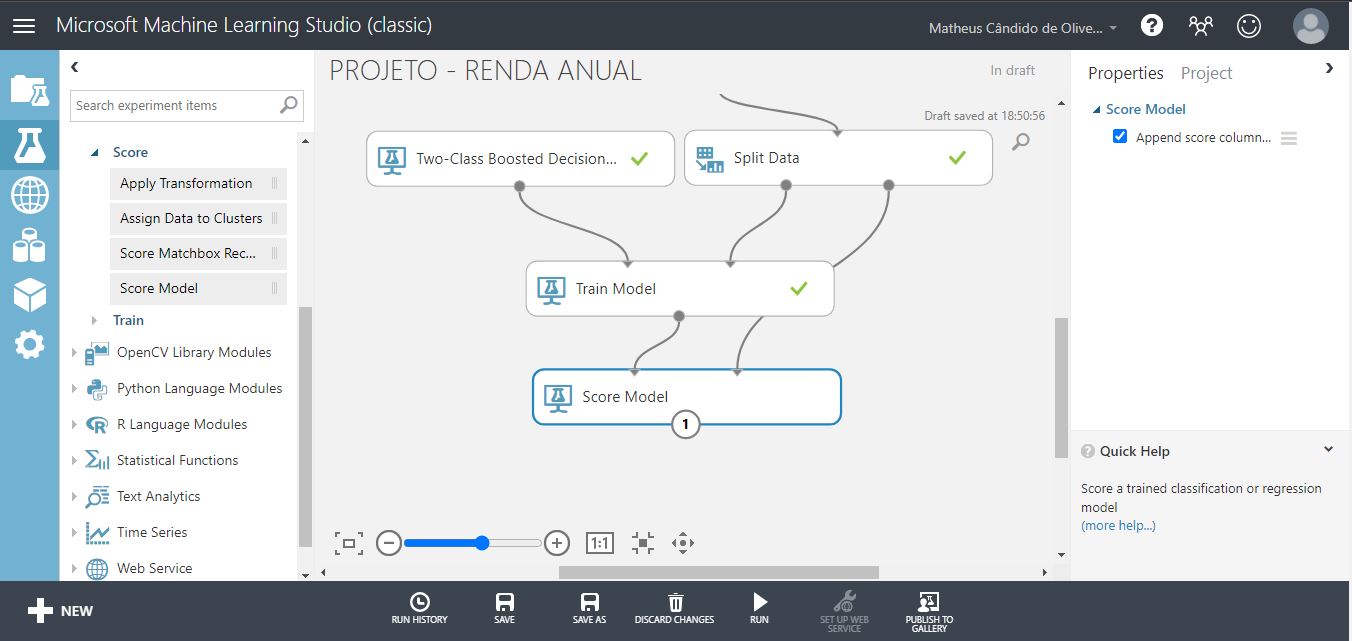 Microsoft Machine Learning Studio (classic)
Matheus Cândido de Olive...
?
PROJETO - RENDA ANUAL
In draft
Draft saved at 18:50:56
Search experiment items
Score
Apply Transformation
Assign Data to Clusters
Score Matchbox Rec...
Score Model
Train
OpenCV Library Modules
Python Language Modules
R Language Modules
Statistical Functions
Text Analytics
Time Series
Web Service
Two-Class Boosted Decision...
Split Data
Train Model
Score Model
1
1:1
Properties Project
Score Model
Append score column...
? Quick Help
Score a trained classification or regression
model
(more help...)
NEW
RUN HISTORY
SAVE
SAVE AS
DISCARD CHANGES
RUN
SET UP WEB
SERVICE
PUBLISH TO
GALLERY